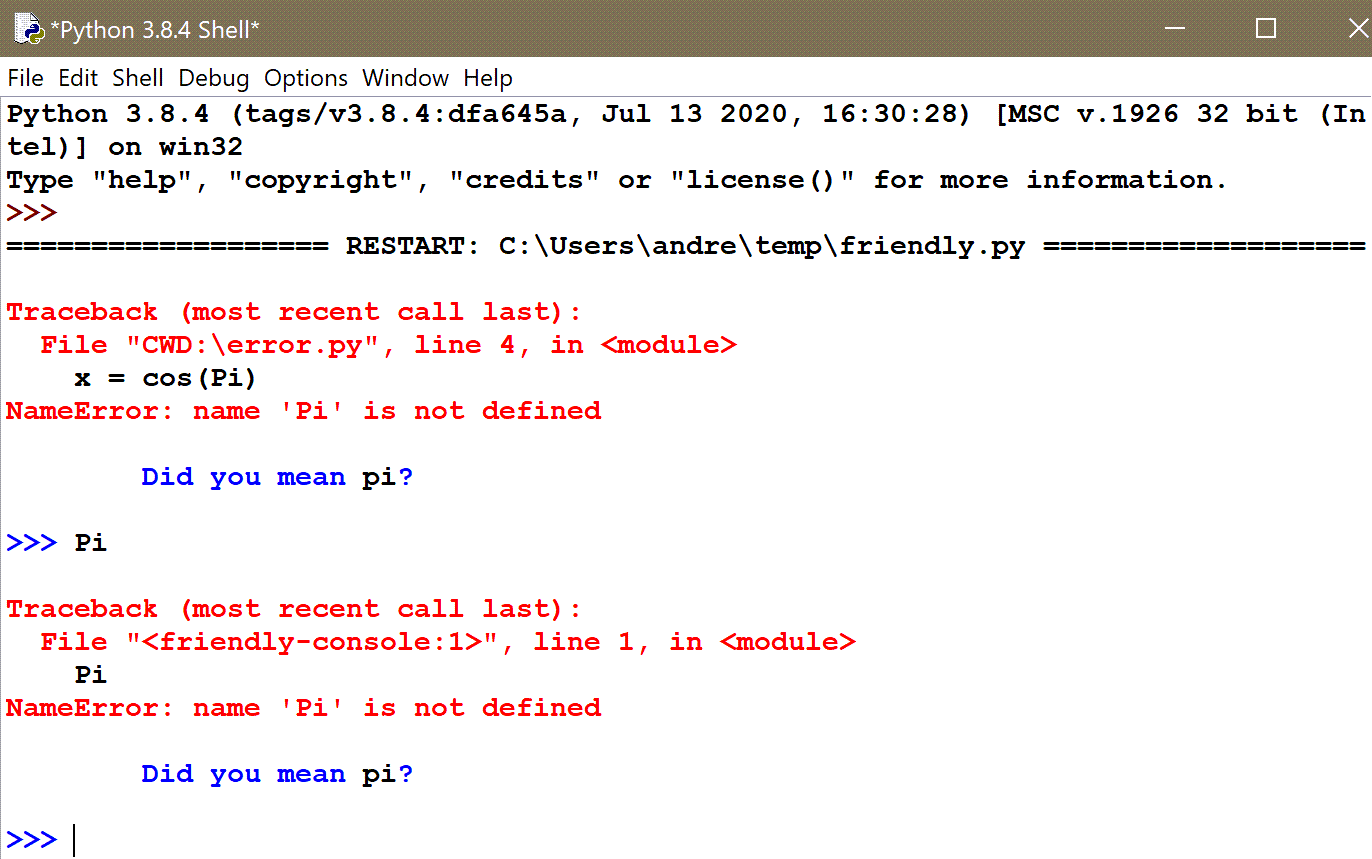 *Python 3.8.4 Shell*
File Edit Shell Debug Options Window Help
Python 3.8.4 (tags/v3.8.4:dfa645a, Jul 13 2020, 16:30:28) [MSC v.1926 32 bit (In
tel)] on win32
Type "help", "copyright", "credits" or "license()" for more information.
>>>
=================== RESTART: C:\Users\andre\temp\friendly.py ===================
Traceback (most recent call last):
  File "CWD:\error.py", line 4, in <module>
    x = cos(Pi)
NameError: name 'Pi' is not defined
        Did you mean pi?
>>> Pi
Traceback (most recent call last):
  File "<friendly-console:1>", line 1, in <module>
    Pi
NameError: name 'Pi' is not defined
        Did you mean pi?
>>>